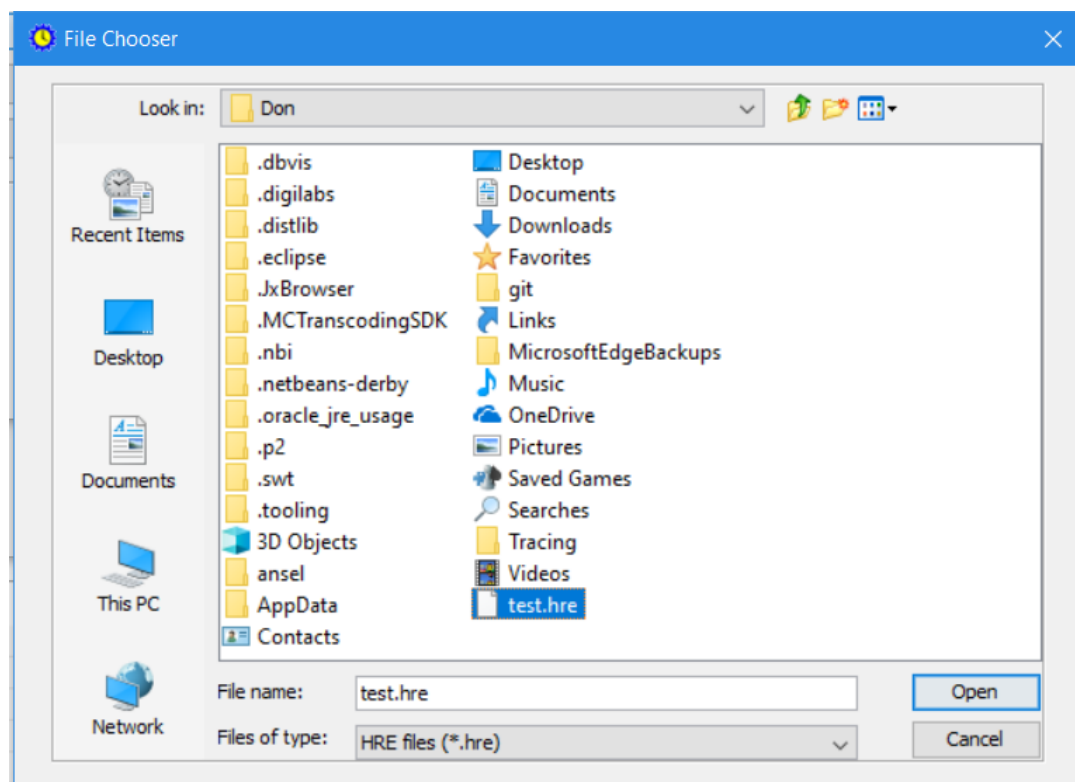 File Chooser
Look in:
Don
Recent Items
Desktop
Documents
This PC
Network
.dbvis
.digilabs
.distlib
.eclipse
.JxBrowser
.MCTranscodingSDK
.nbi
.netbeans-derby
.oracle_jre_usage
.p2
.swt
.tooling
3D Objects
ansel
AppData
Contacts
Desktop
Documents
Downloads
Favorites
git
Links
MicrosoftEdgeBackups
Music
OneDrive
Pictures
Saved Games
Searches
Tracing
Videos
test.hre
File name:
test.hre
Open
Files of type:
HRE files (*.hre)
Cancel